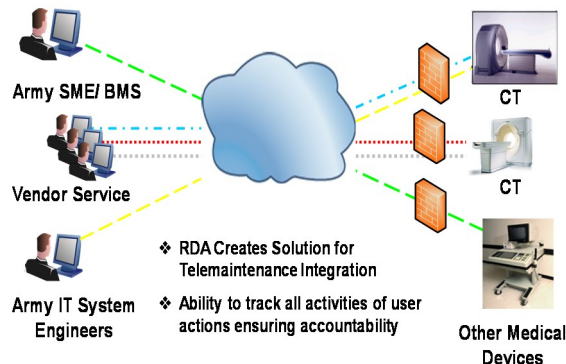 Army SME/ BMS
Vendor Service
Army IT System
Engineers
❖ RDA Creates Solution for
Telemaintenance Integration
❖ Ability to track all activities of user
actions ensuring accountability
CT
CT
Other Medical
Devices